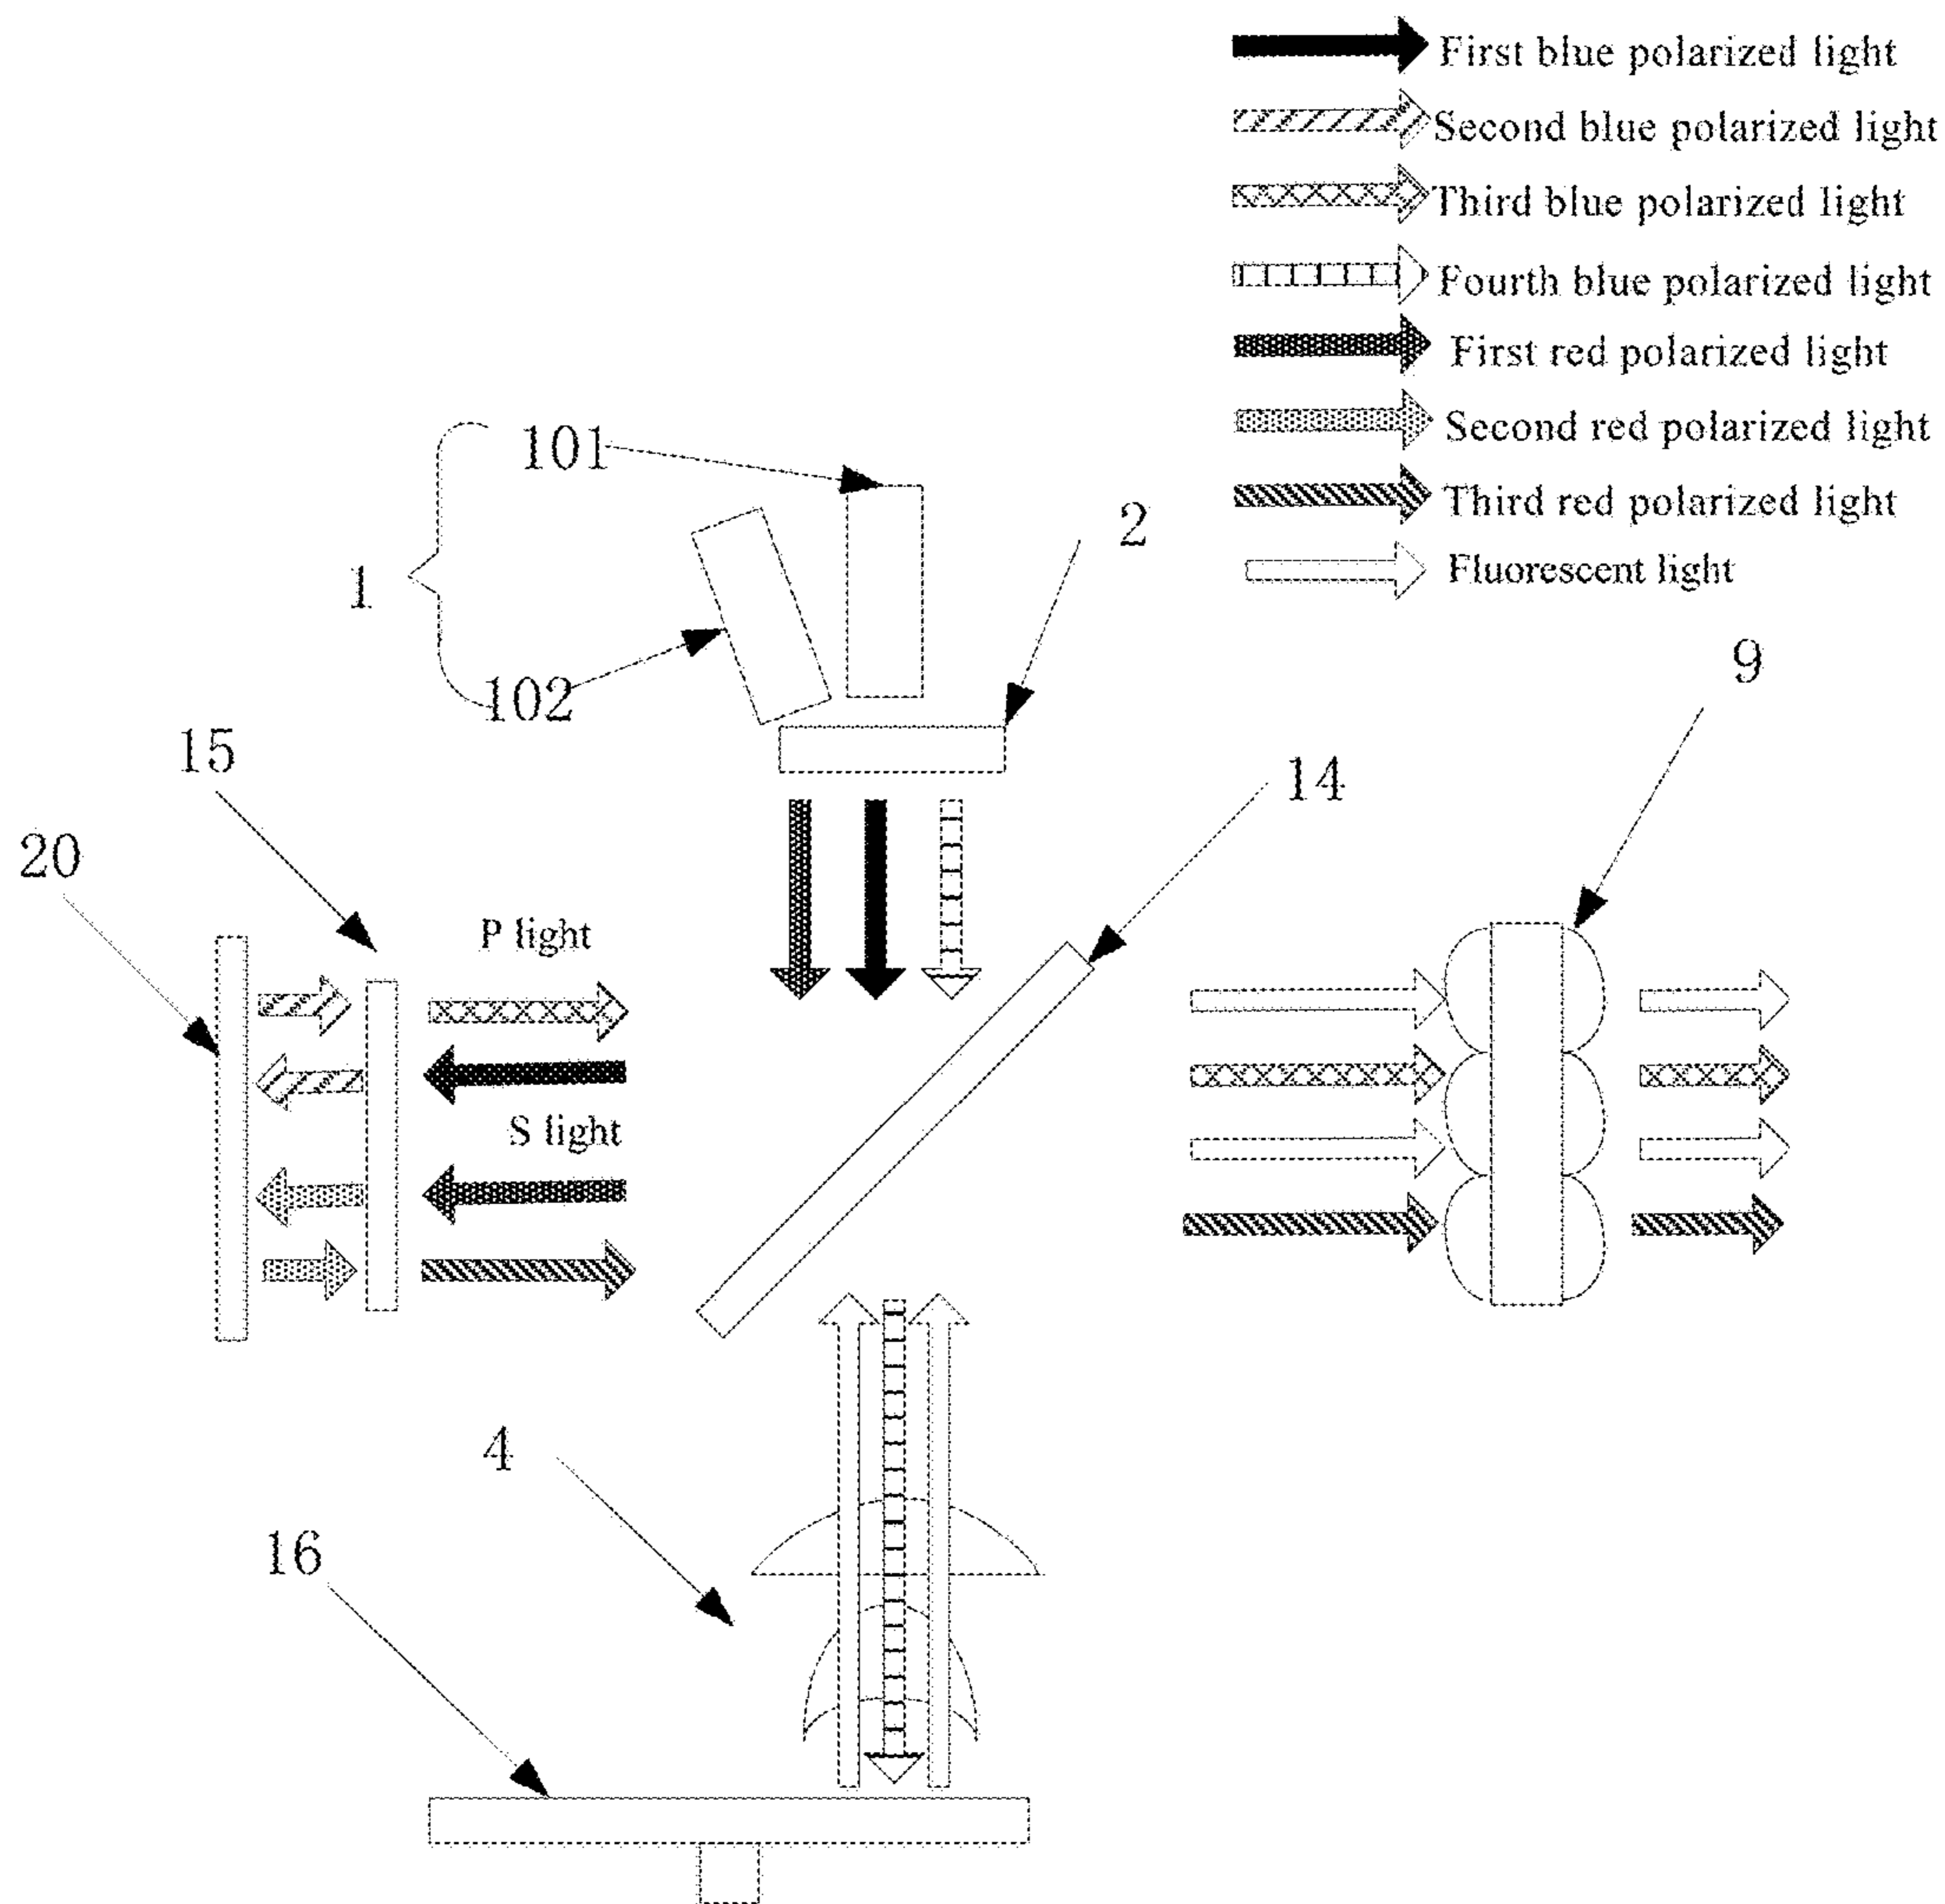 First blue polarized light
Second blue polarized light
Third blue polarized light
Fourth blue polarized light
First red polarized light
Second red polarized light
Third red polarized light
Fluorescent light
101
2
1
102
9
15
14
20
P light
S light
4
16